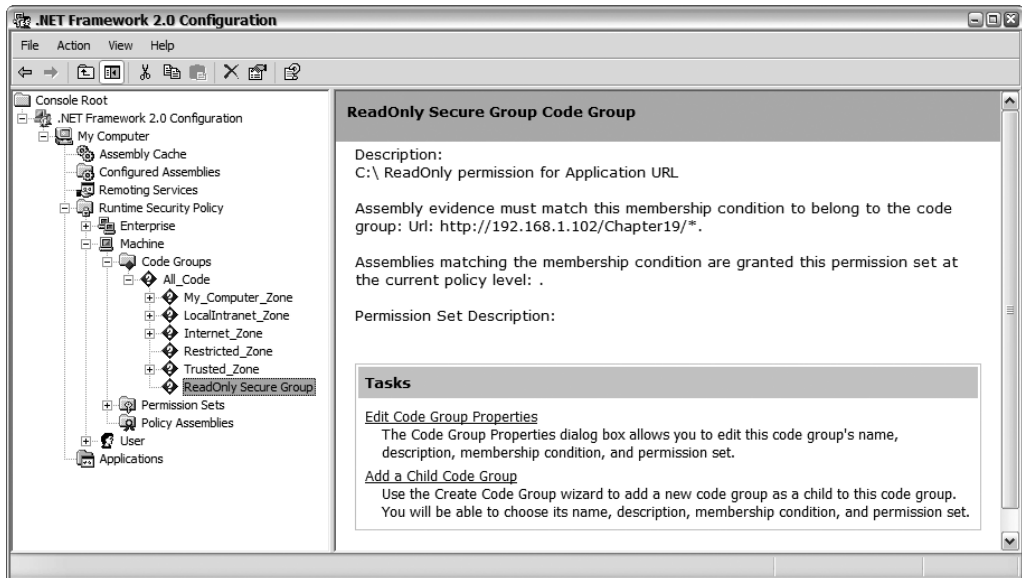 .NET Framework 2.0 Configuration
File Action View Help
Console Root
.NET Framework 2.0 Configuration
My Computer
Assembly Cache
Configured Assemblies
Remoting Services
Runtime Security Policy
Enterprise
Machine
Code Groups
All_Code
My_Computer_Zone
LocalIntranet_Zone
Internet_Zone
Restricted_Zone
Trusted_Zone
ReadOnly Secure Group
Permission Sets
Policy Assemblies
User
Applications
ReadOnly Secure Group Code Group
Description:
C:\ ReadOnly permission for Application URL
Assembly evidence must match this membership condition to belong to the code
group: Url: http://192.168.1.102/Chapter19/*.
Assemblies matching the membership condition are granted this permission set at
the current policy level: .
Permission Set Description:
Tasks
Edit Code Group Properties
The Code Group Properties dialog box allows you to edit this code group's name,
description, membership condition, and permission set.
Add a Child Code Group
Use the Create Code Group wizard to add a new code group as a child to this code group.
You will be able to choose its name, description, membership condition, and permission set.